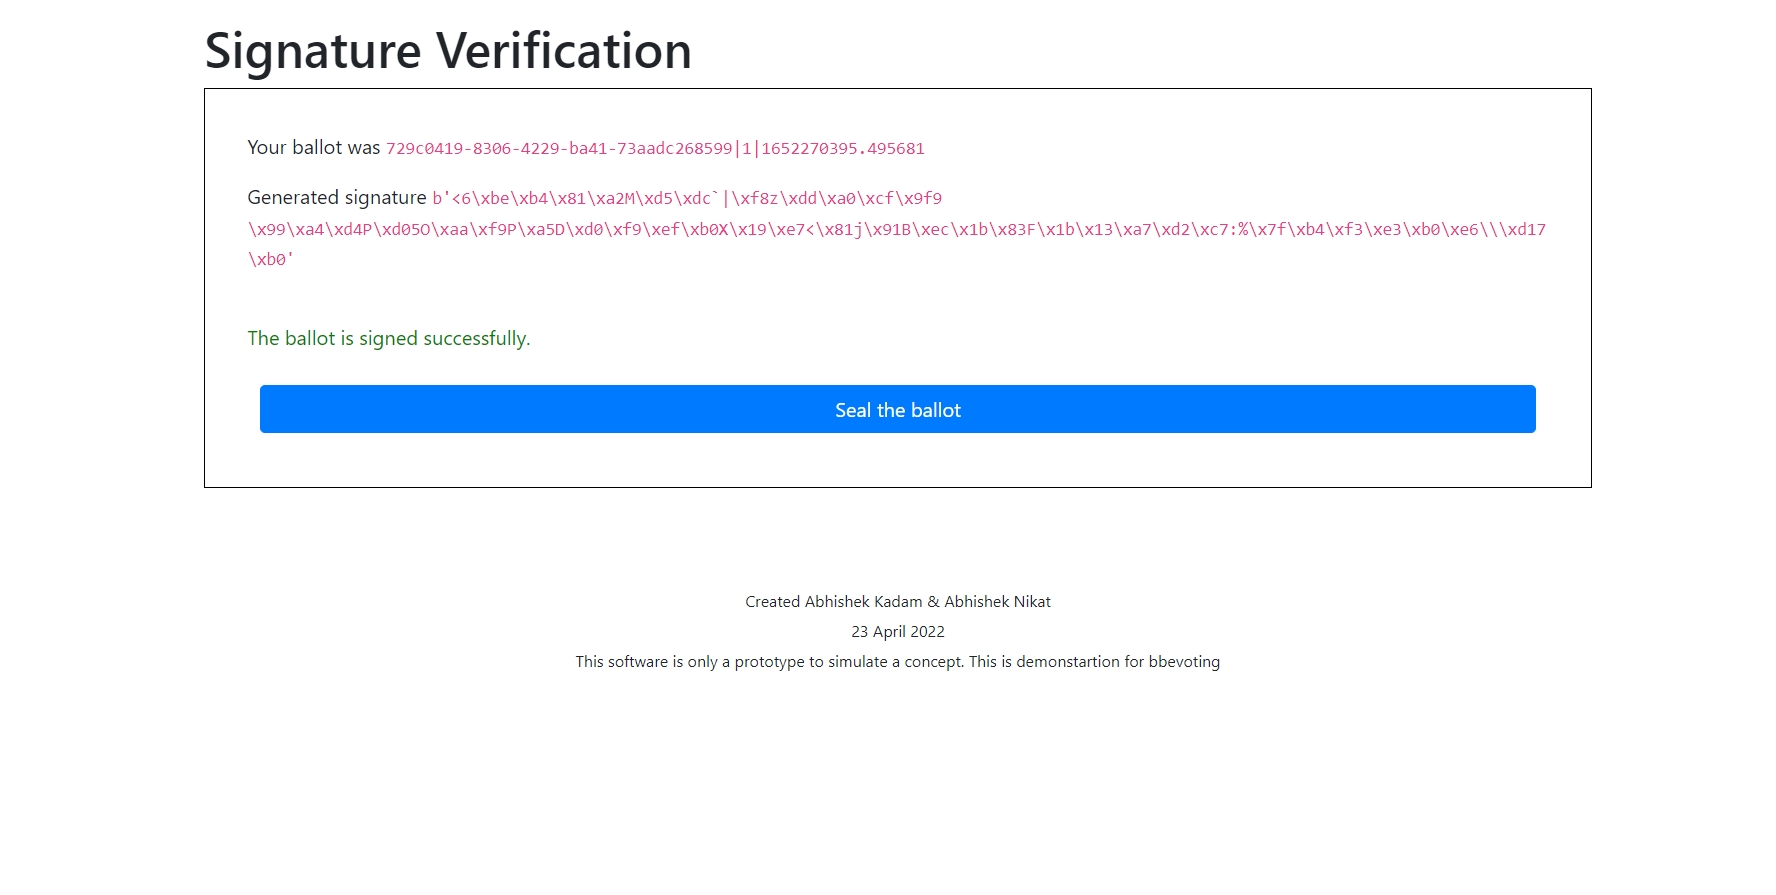 Signature Verification
Your ballot was 729c0419-8306-4229-ba41-73aadc268599|1|1652270395.495681
Generated signature b'<6\xbe\xb4\x81\xa2M\xd5\xdc`|\xf8z\xdd\xa0\xcf\x9f9
\x99\xa4\xd4P\xd05O\xaa\xf9P\xa5D\xd0\xf9\xef\xb0X\x19\xe7<\x81j\x91B\xec\x1b\x83F\x1b\x13\xa7\xd2\xc7:%\x7f\xb4\xf3\xe3\xb0\xe6\\\xd17
\xb0'
The ballot is signed successfully.
Seal the ballot
Created Abhishek Kadam & Abhishek Nikat
23 April 2022
This software is only a prototype to simulate a concept. This is demonstartion for bbevoting